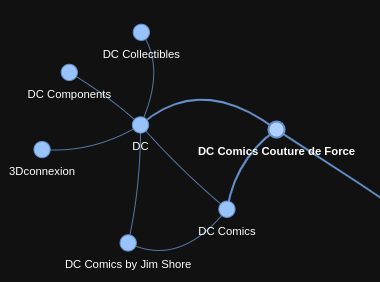 DC Collectibles
DC Components
DC
DC Comics Couture de Force
3Dconnexion
DC Comics
DC Comics by Jim Shore